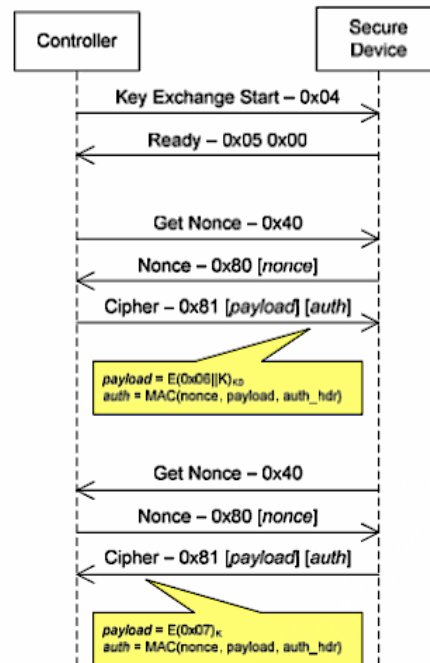 Controller
Secure
Device
Key Exchange Start – 0x04
Ready – 0x05 0x00
Get Nonce – 0x40
Nonce – 0x80 [nonce]
Cipher – 0x81 [payload] [auth]
payload = E(0x06||K)KD
auth = MAC(nonce, payload, auth_hdr)
Get Nonce – 0x40
Nonce – 0x80 [nonce]
Cipher – 0x81 [payload] [auth]
payload = E(0x07)K
auth = MAC(nonce, payload, auth_hdr)